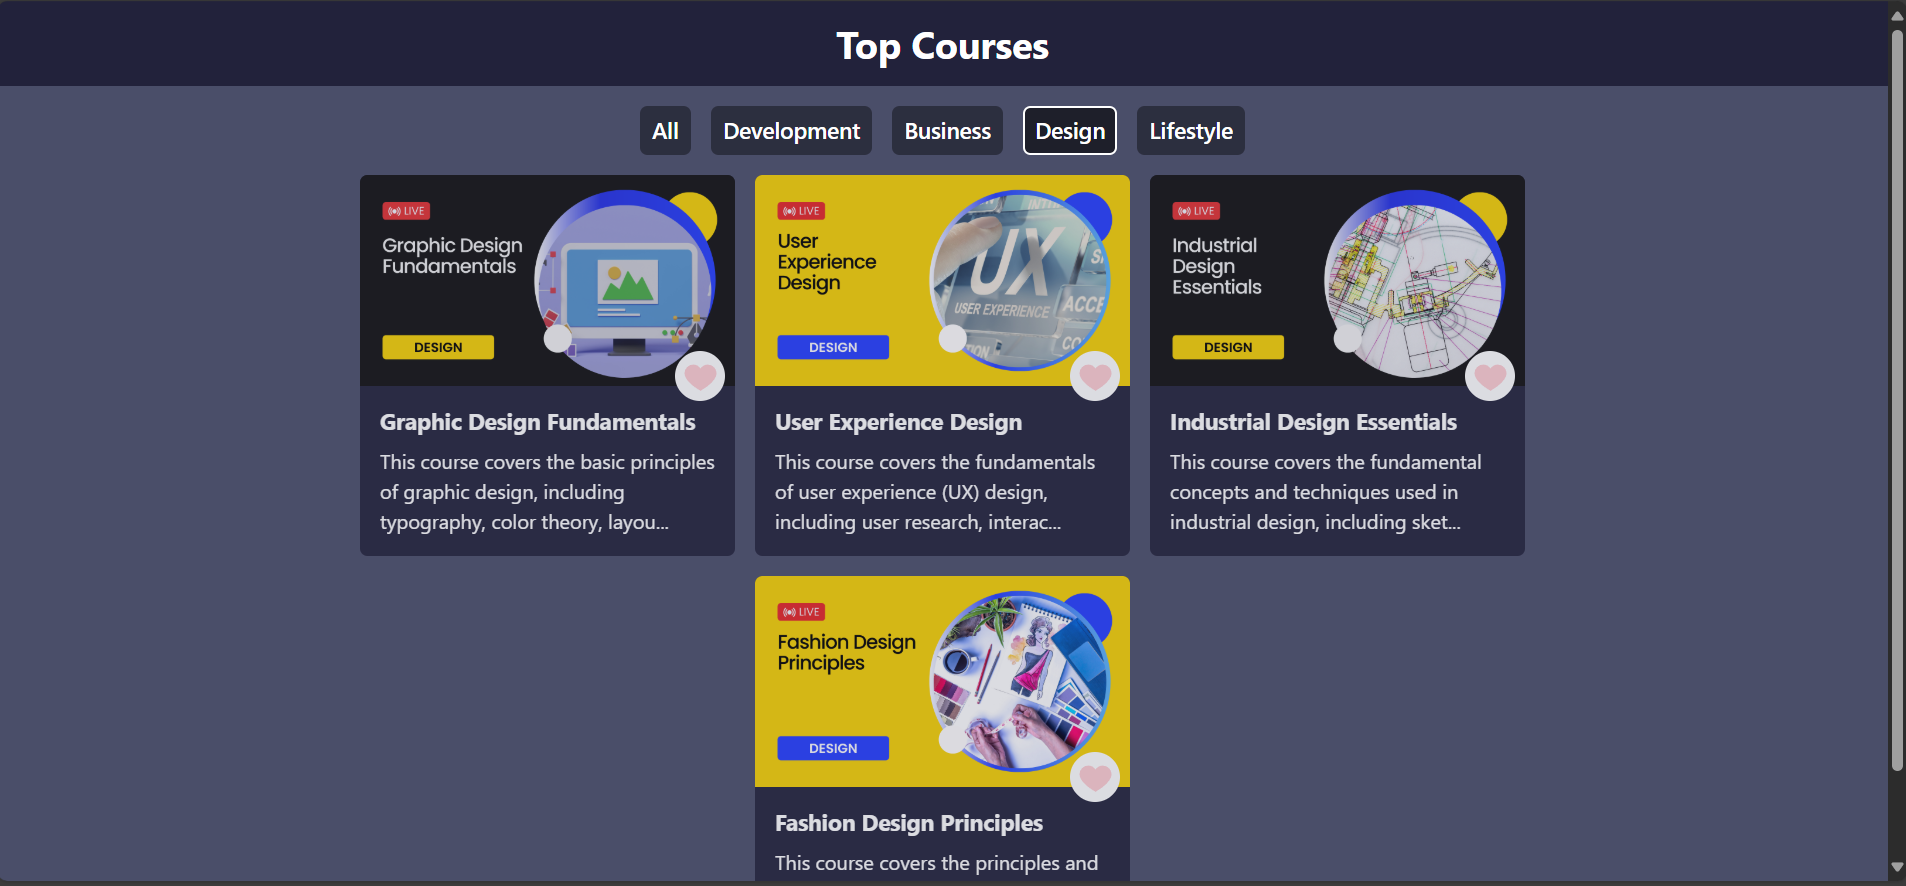 Top Courses
All
Development
Business
Design
Lifestyle
LIVE
Graphic Design
Fundamentals
DESIGN
Graphic Design Fundamentals
This course covers the basic principles
of graphic design, including
typography, color theory, layou...
LIVE
User
Experience
Design
DESIGN
UX
USER EXPERIENCE
ACCE
User Experience Design
This course covers the fundamentals
of user experience (UX) design,
including user research, interac...
LIVE
Industrial
Design
Essentials
DESIGN
Industrial Design Essentials
This course covers the fundamental
concepts and techniques used in
industrial design, including sket...
LIVE
Fashion Design
Principles
DESIGN
Fashion Design Principles
This course covers the principles and